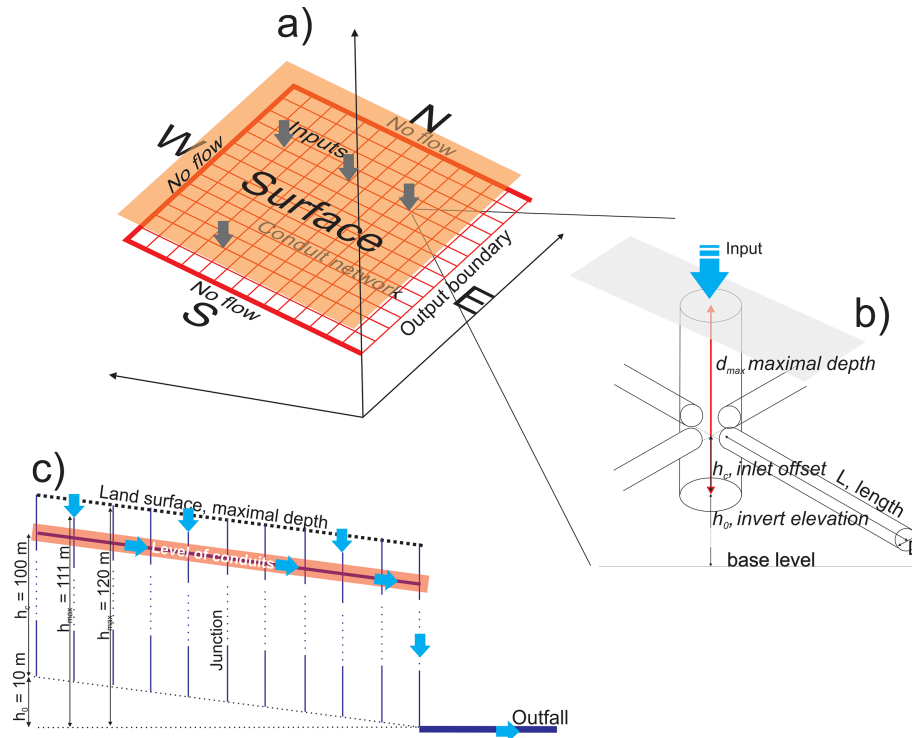 a)
N
No flow
W
No flow
Inputs
Surface
Conduit network
Output boundary
E
No flow
S
Input
b)
d_max maximal depth
h_c, inlet offset
L, length
h_0, invert elevation
base level
c)
Land surface, maximal depth
Level of conduits
h_c = 100 m
h_max = 111 m
h_max = 120 m
Junction
h_0 = 10 m
Outfall